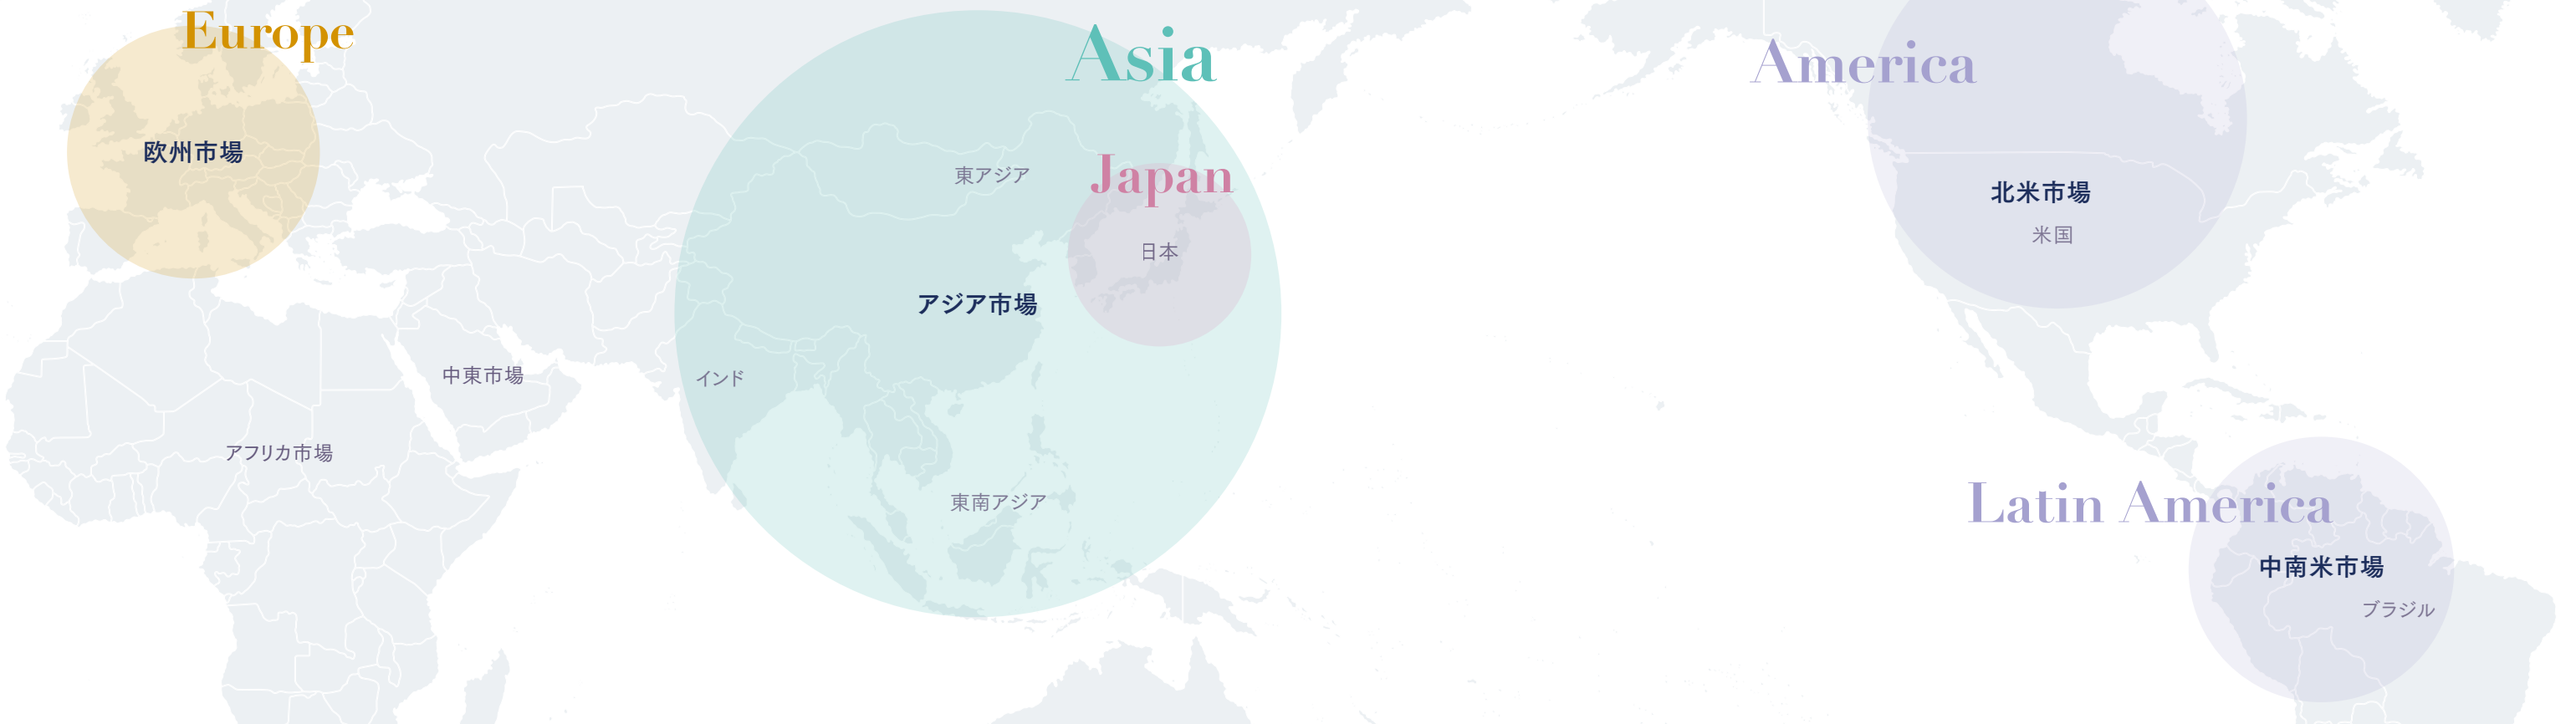 Europe
欧州市場
中東市場
アフリカ市場
Asia
東アジア
Japan
日本
アジア市場
インド
東南アジア
America
北米市場
米国
Latin America
中南米市場
ブラジル